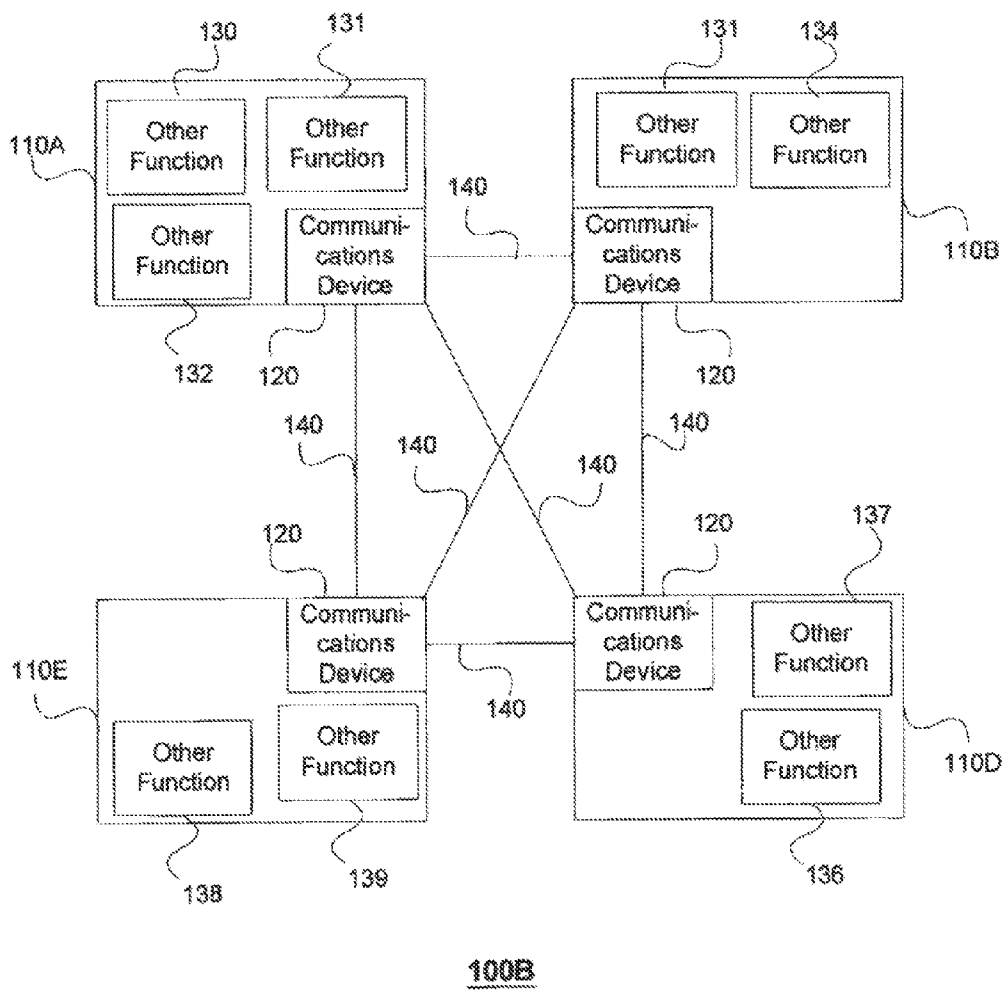 130
131
131
134
110A
Other
Function
Other
Function
Other
Function
Other
Function
140
Other
Function
Communi-
cations
Device
Communi-
cations
Device
110B
132
120
120
140
140
140
140
137
120
120
Communi-
cations
Device
Communi-
cations
Device
Other
Function
110E
140
Other
Function
Other
Function
Other
Function
110D
138
139
136
100B